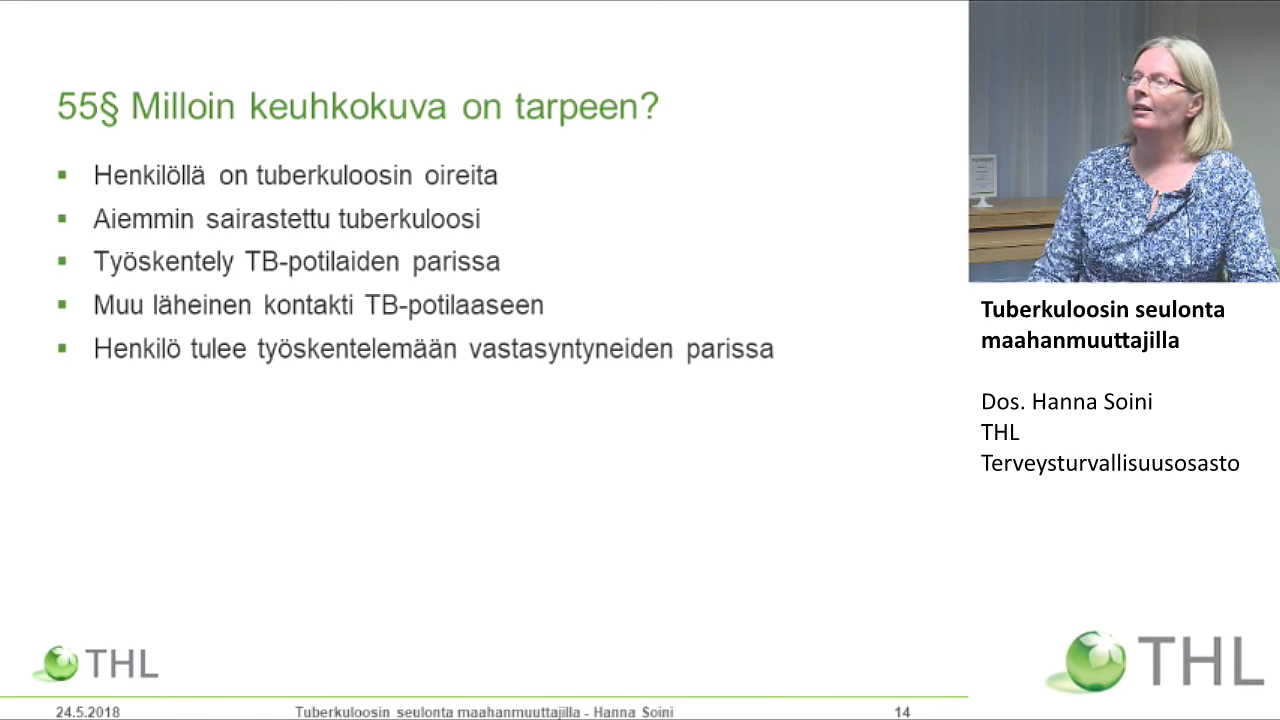 55§ Milloin keuhkokuva on tarpeen?
Henkilöllä on tuberkuloosin oireita
Aiemmin sairastettu tuberkuloosi
Työskentely TB-potilaiden parissa
Muu läheinen kontakti TB-potilaaseen
Henkilö tulee työskentelemään vastasyntyneiden parissa
THL
24.5.2018
Tuberkuloosin seulonta maahanmuuttajilla - Hanna Soini
14
Tuberkuloosin seulonta
maahanmuuttajilla
Dos. Hanna Soini
THL
Terveysturvallisuusosasto
THL